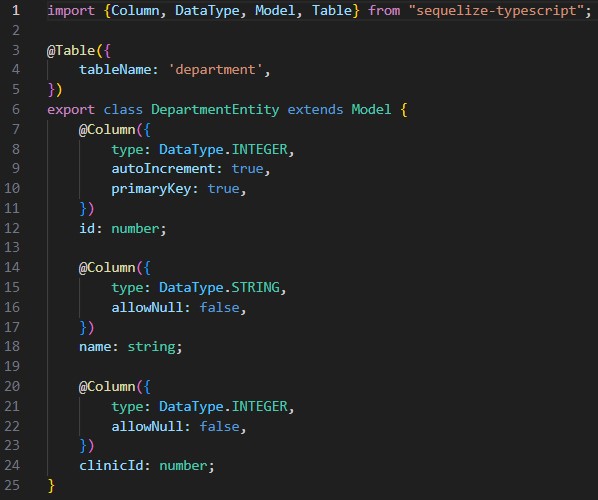 1 import {Column, DataType, Model, Table} from "sequelize-typescript";
2
3 @Table({
4     tableName: 'department',
5 })
6 export class DepartmentEntity extends Model {
7     @Column({
8         type: DataType.INTEGER,
9         autoIncrement: true,
10         primaryKey: true,
11     })
12     id: number;
13
14     @Column({
15         type: DataType.STRING,
16         allowNull: false,
17     })
18     name: string;
19
20     @Column({
21         type: DataType.INTEGER,
22         allowNull: false,
23     })
24     clinicId: number;
25 }